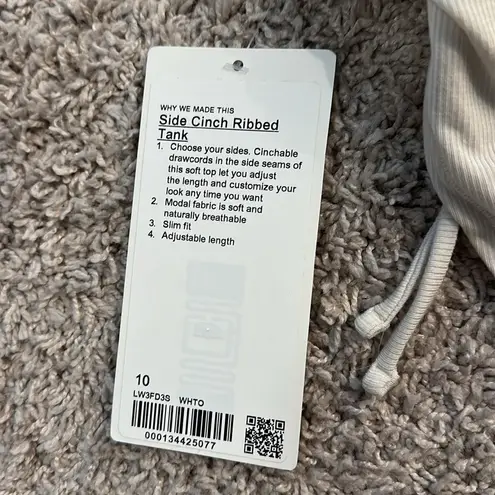 WHY WE MADE THIS
Side Cinch Ribbed
Tank
1. Choose your sides. Cinchable
drawcords in the side seams of
this soft top let you adjust
the length and customize your
look any time you want
2. Modal fabric is soft and
naturally breathable
3. Slim fit
4. Adjustable length
10
LW3FD3S WHTO
000134425077